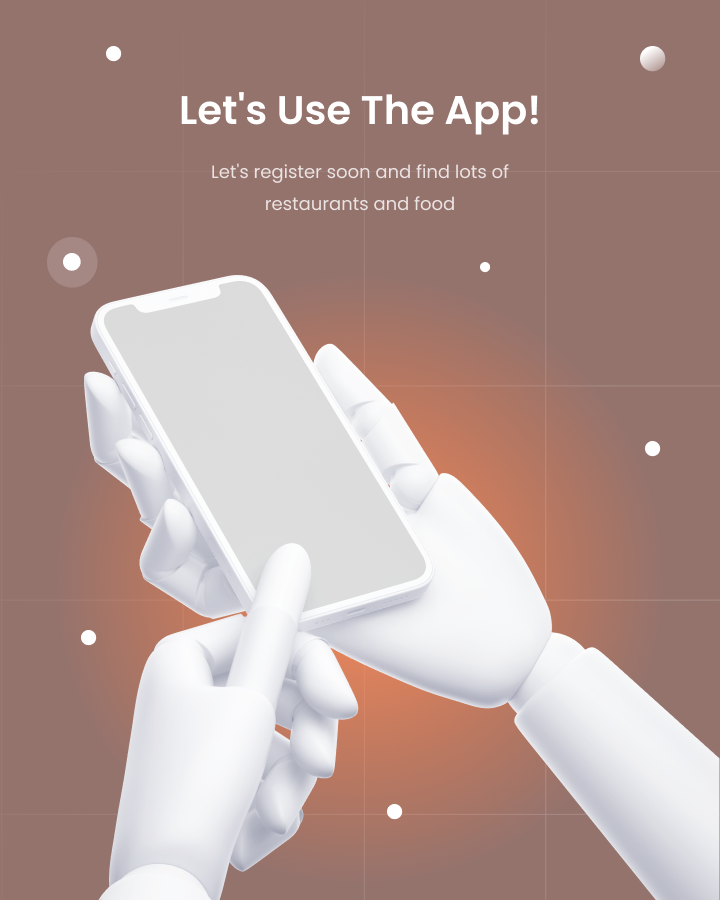 Let's Use The App!
Let's register soon and find lots of
restaurants and food